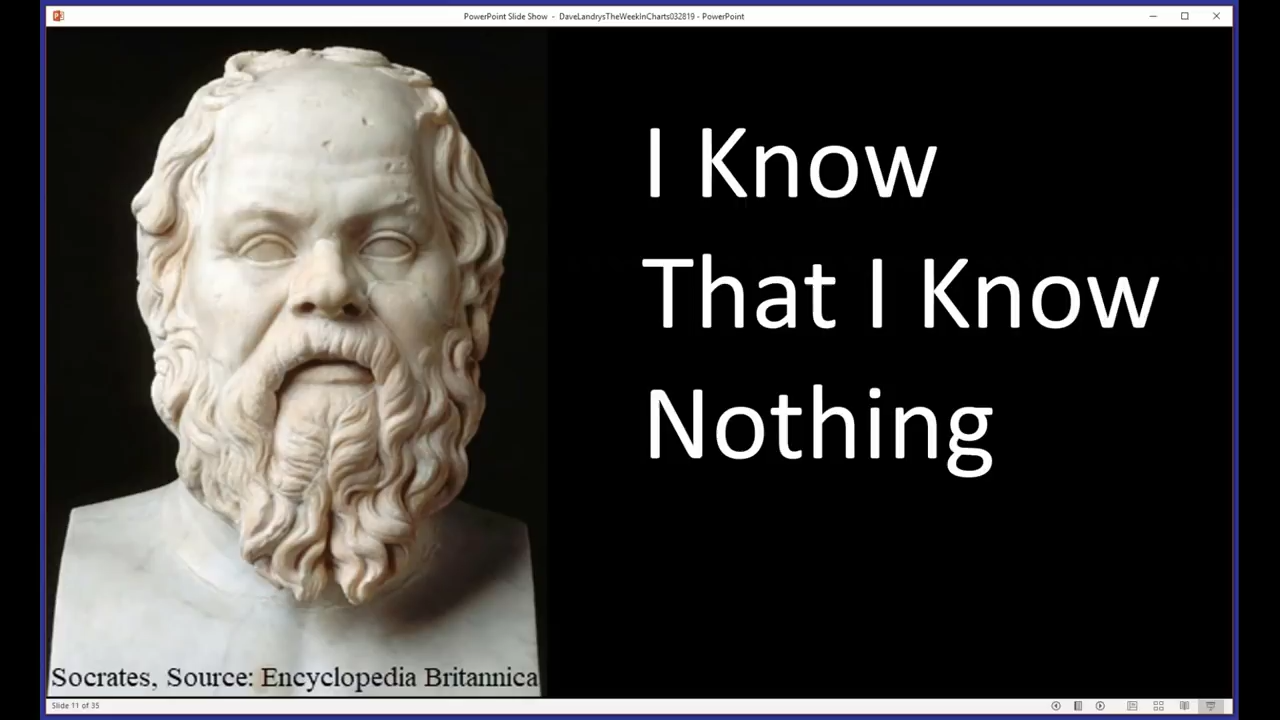 PowerPoint Slide Show - DaveLandrysTheWeekInCharts032819 - PowerPoint
I Know
That I Know
Nothing
Socrates, Source: Encyclopedia Britannica
Slide 11 of 35